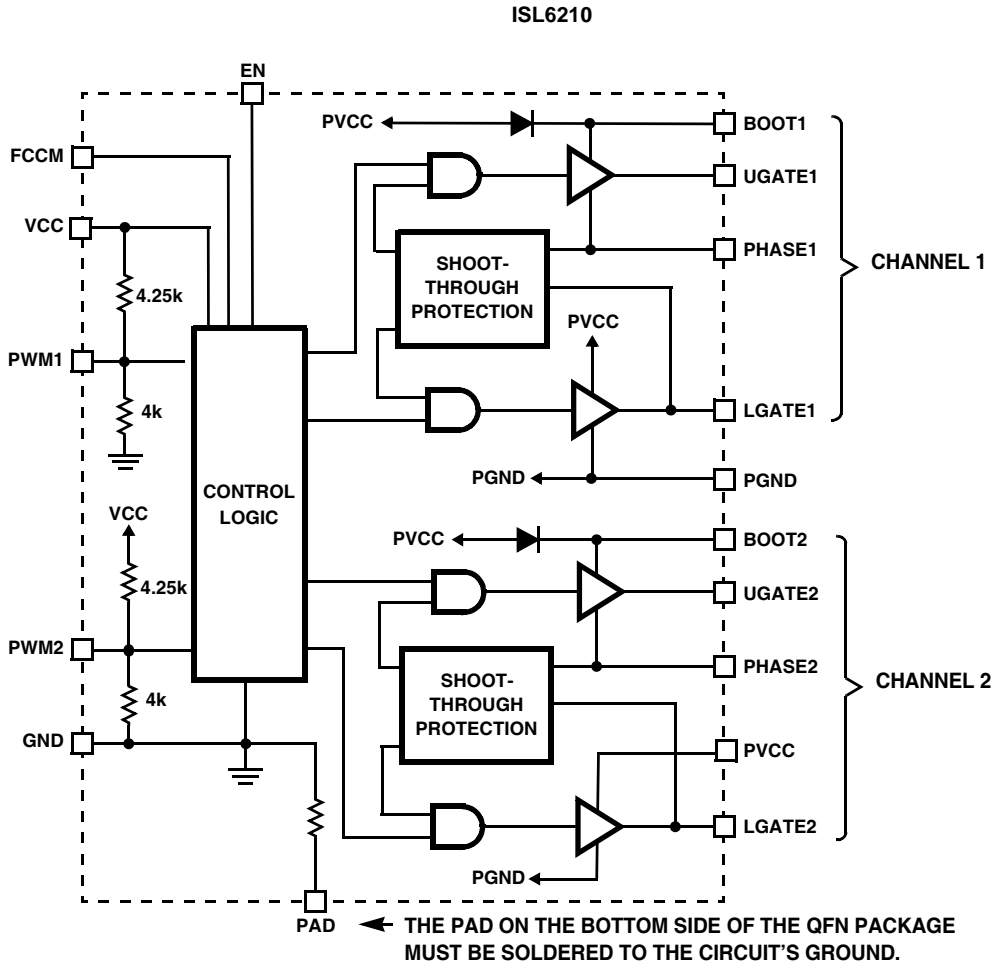 ISL6210
EN
PVCC
BOOT1
FCCM
UGATE1
VCC
PHASE1
SHOOT-
THROUGH
PROTECTION
CHANNEL 1
4.25k
PVCC
PWM1
4k
LGATE1
PGND
PGND
CONTROL
LOGIC
VCC
PVCC
BOOT2
4.25k
UGATE2
PWM2
PHASE2
SHOOT-
THROUGH
PROTECTION
CHANNEL 2
4k
GND
PVCC
LGATE2
PGND
PAD
THE PAD ON THE BOTTOM SIDE OF THE QFN PACKAGE
MUST BE SOLDERED TO THE CIRCUIT'S GROUND.